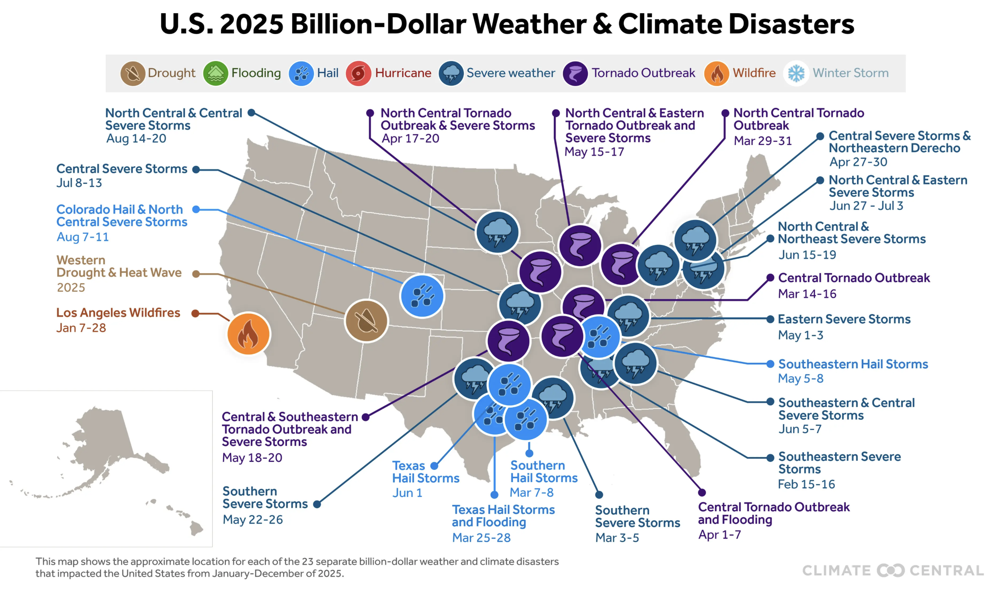 U.S. 2025 Billion-Dollar Weather & Climate Disasters
Drought
Flooding
Hail
Hurricane
Severe weather
Tornado Outbreak
Wildfire
Winter Storm
North Central & Central
Severe Storms
Aug 14-20
North Central Tornado
Outbreak & Severe Storms
Apr 17-20
North Central & Eastern
Tornado Outbreak and
Severe Storms
May 15-17
North Central Tornado
Outbreak
Mar 29-31
Central Severe Storms &
Northeastern Derecho
Apr 27-30
North Central & Eastern
Severe Storms
Jun 27 - Jul 3
North Central &
Northeast Severe Storms
Jun 15-19
Central Tornado Outbreak
Mar 14-16
Eastern Severe Storms
May 1-3
Southeastern Hail Storms
May 5-8
Southeastern & Central
Severe Storms
Jun 5-7
Southeastern Severe
Storms
Feb 15-16
Central Severe Storms
Jul 8-13
Colorado Hail & North
Central Severe Storms
Aug 7-11
Western
Drought & Heat Wave
2025
Los Angeles Wildfires
Jan 7-28
Central & Southeastern
Tornado Outbreak and
Severe Storms
May 18-20
Southern
Severe Storms
May 22-26
Texas
Hail Storms
Jun 1
Texas Hail Storms
and Flooding
Mar 25-28
Southern
Hail Storms
Mar 7-8
Southern
Severe Storms
Mar 3-5
Central Tornado Outbreak
and Flooding
Apr 1-7
This map shows the approximate location for each of the 23 separate billion-dollar weather and climate disasters
that impacted the United States from January-December of 2025.
CLIMATE CENTRAL